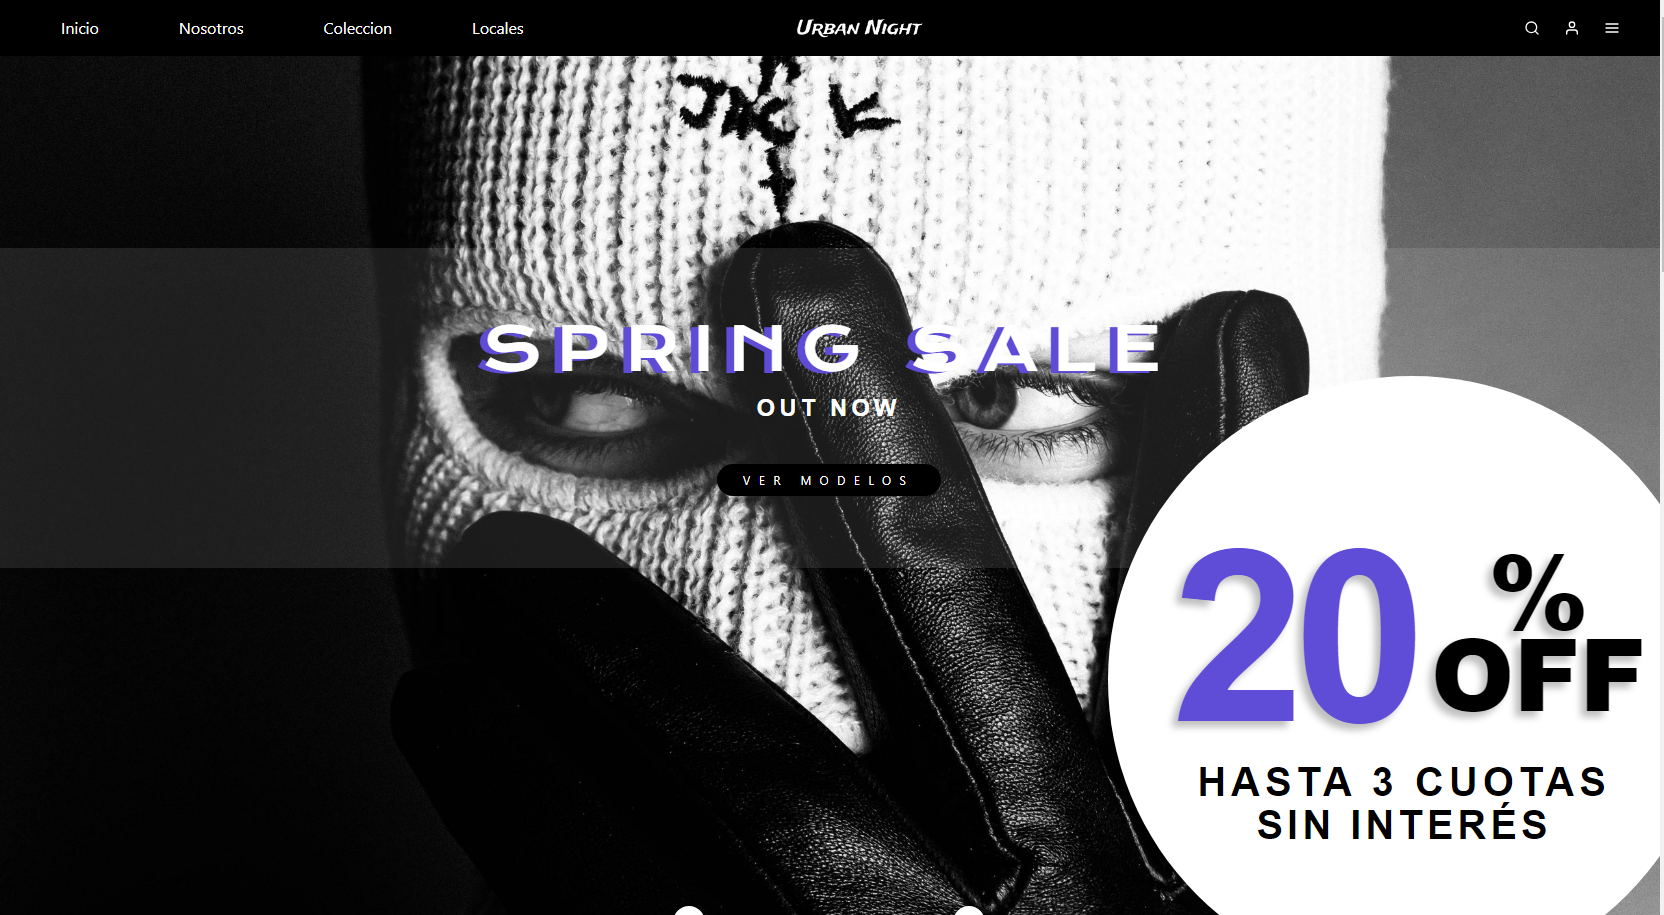 Inicio Nosotros Coleccion Locales Urban Night
JACK
SPRING SALE
OUT NOW
VER MODELOS
20% OFF
HASTA 3 CUOTAS
SIN INTERÉS